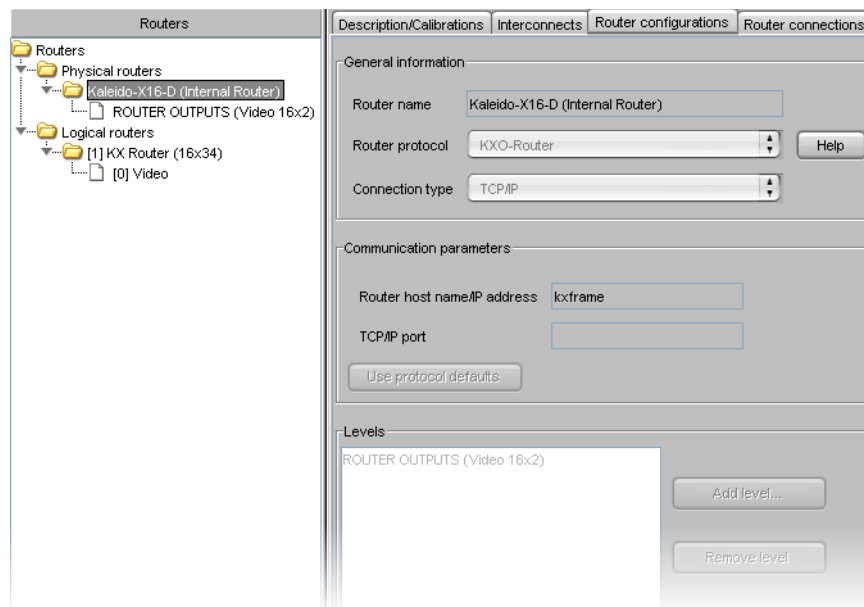 Routers
Routers
Physical routers
Kaleido-X16-D (Internal Router)
ROUTER OUTPUTS (Video 16x2)
Logical routers
[1] KX Router (16x34)
[0] Video
Description/Calibrations
Interconnects
Router configurations
Router connections
General information
Router name
Kaleido-X16-D (Internal Router)
Router protocol
KXO-Router
Help
Connection type
TCP/IP
Communication parameters
Router host name/IP address
kxframe
TCP/IP port
Use protocol defaults
Levels
ROUTER OUTPUTS (Video 16x2)
Add level...
Remove level